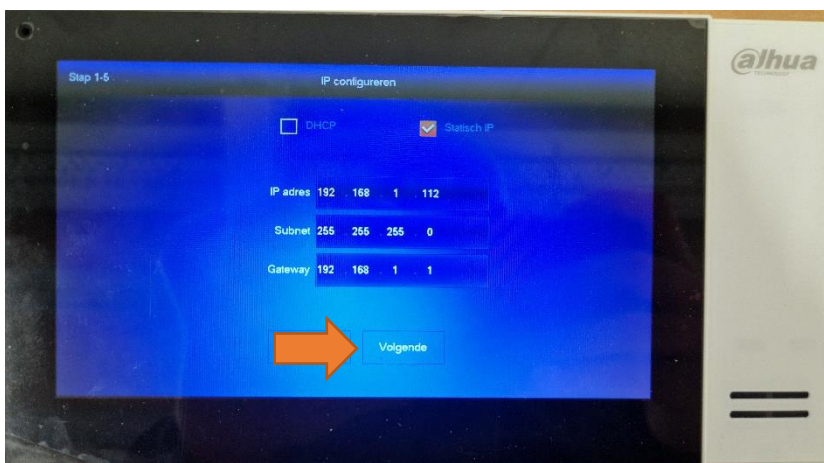 alhua
TECHNOLOGY
Stap 1-5
IP configureren
DHCP
Statisch IP
IP adres 192 . 168 . 1 . 112
Subnet 255 . 255 . 255 . 0
Gateway 192 . 168 . 1 . 1
Volgende